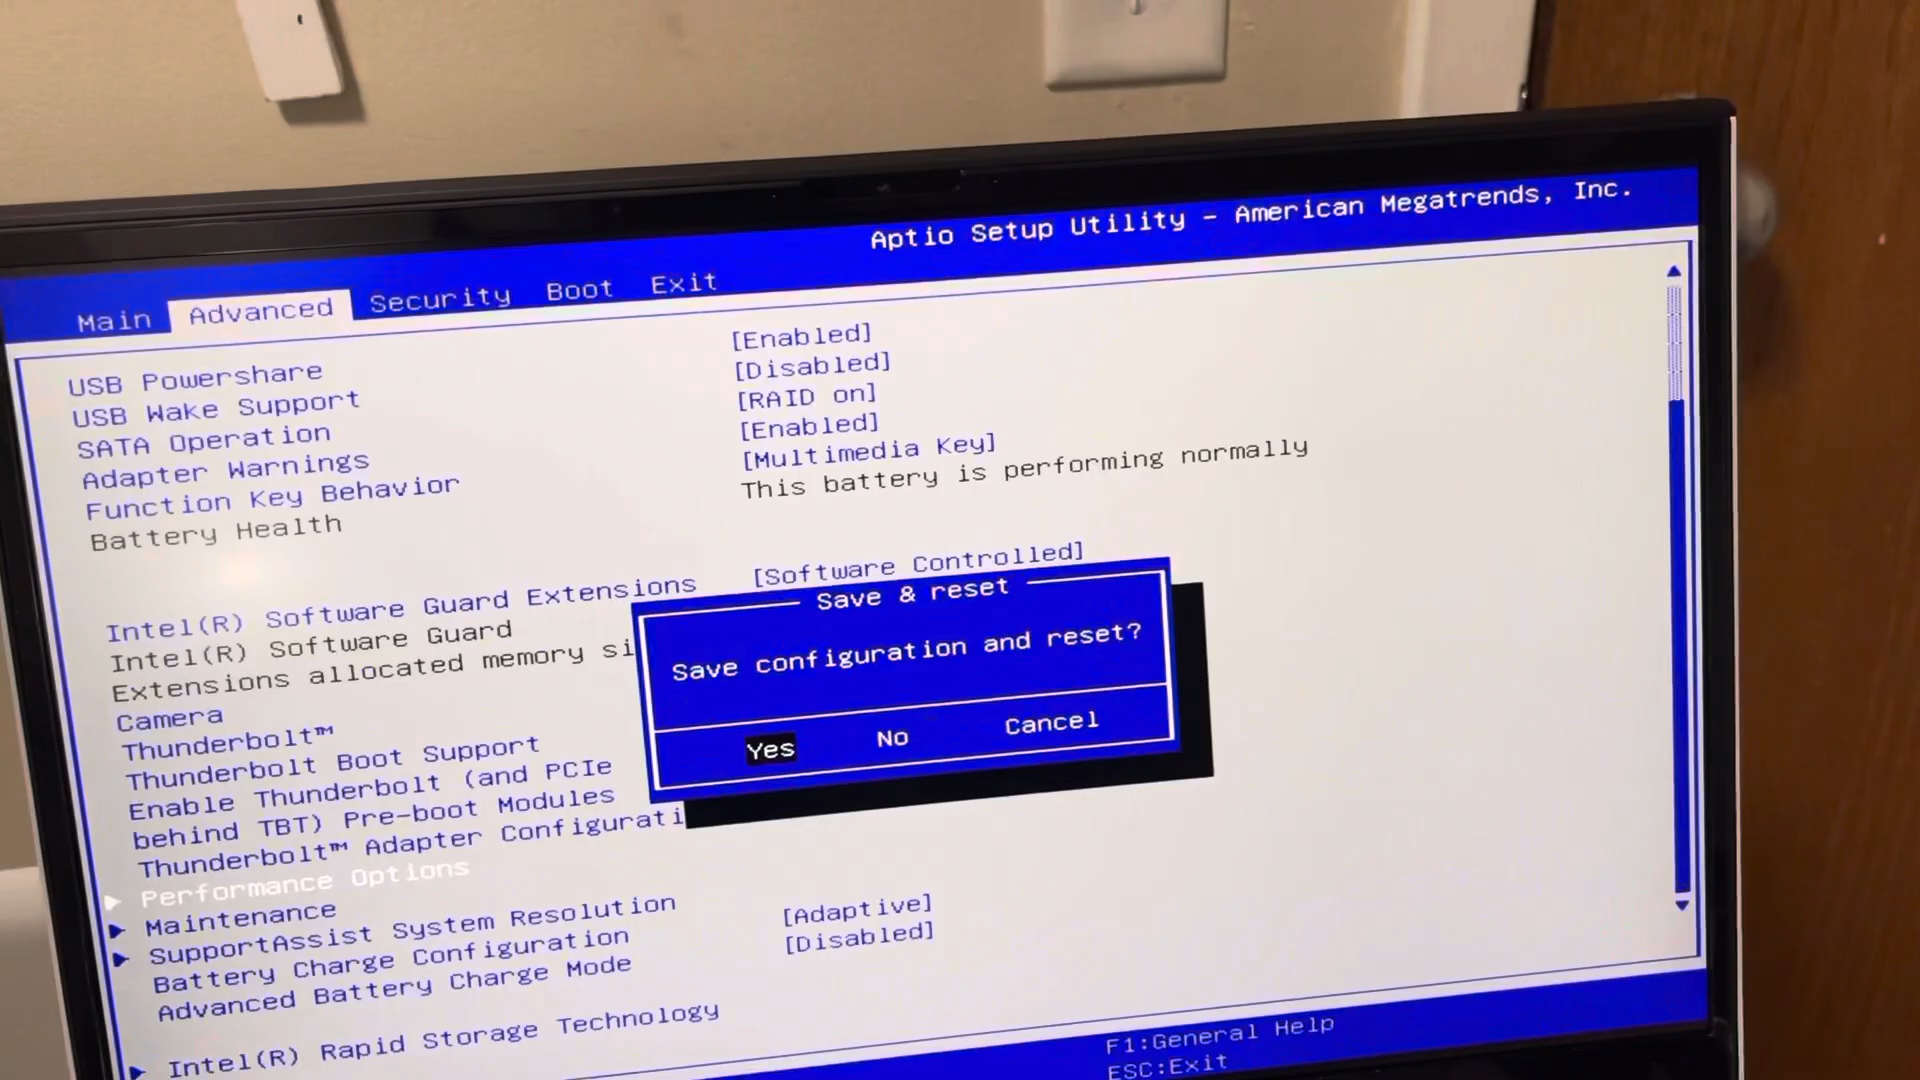 Aptio Setup Utility - American Megatrends, Inc.
Main Advanced Security Boot Exit
USB Powershare [Enabled]
USB Wake Support [Disabled]
SATA Operation [RAID on]
Adapter Warnings [Enabled]
Function Key Behavior [Multimedia Key]
Battery Health This battery is performing normally
Intel(R) Software Guard Extensions [Software Controlled]
Intel(R) Software Guard
Extensions allocated memory si
Camera
Thunderbolt™
Thunderbolt Boot Support
Enable Thunderbolt (and PCIe
behind TBT) Pre-boot Modules
Thunderbolt™ Adapter Configurati
Performance Options
Maintenance
SupportAssist System Resolution
Battery Charge Configuration [Adaptive]
Advanced Battery Charge Mode [Disabled]
Intel(R) Rapid Storage Technology
Save & reset
Save configuration and reset?
Yes No Cancel
F1:General Help
ESC:Exit